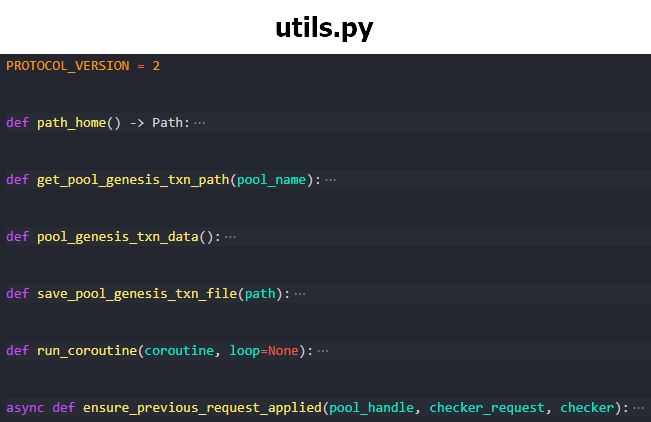 utils.py
PROTOCOL_VERSION = 2
def path_home() -> Path: ···
def get_pool_genesis_txn_path(pool_name): ···
def pool_genesis_txn_data(): ···
def save_pool_genesis_txn_file(path): ···
def run_coroutine(coroutine, loop=None): ···
async def ensure_previous_request_applied(pool_handle, checker_request, checker): ···